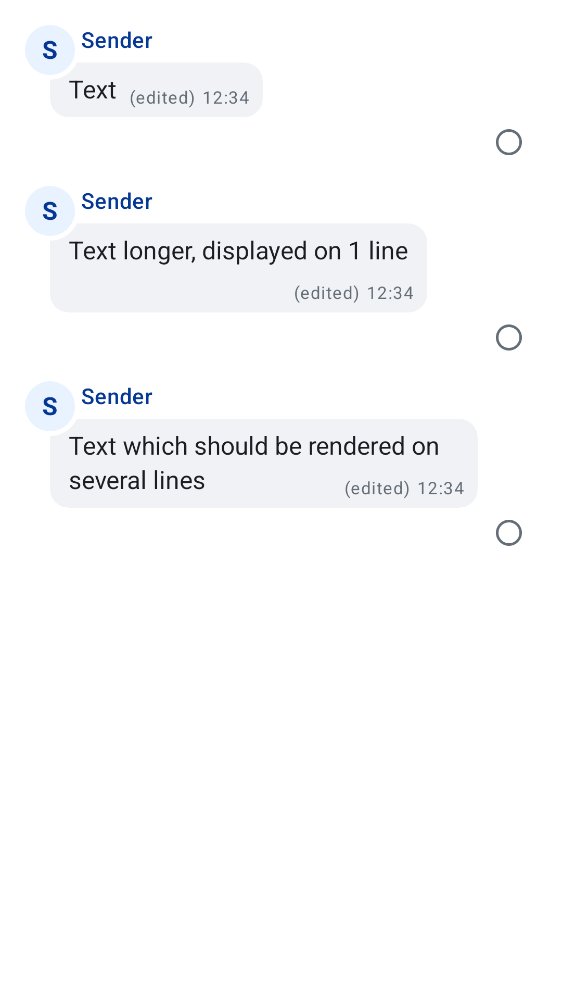 S Sender
Text (edited) 12:34
S Sender
Text longer, displayed on 1 line
(edited) 12:34
S Sender
Text which should be rendered on
several lines (edited) 12:34